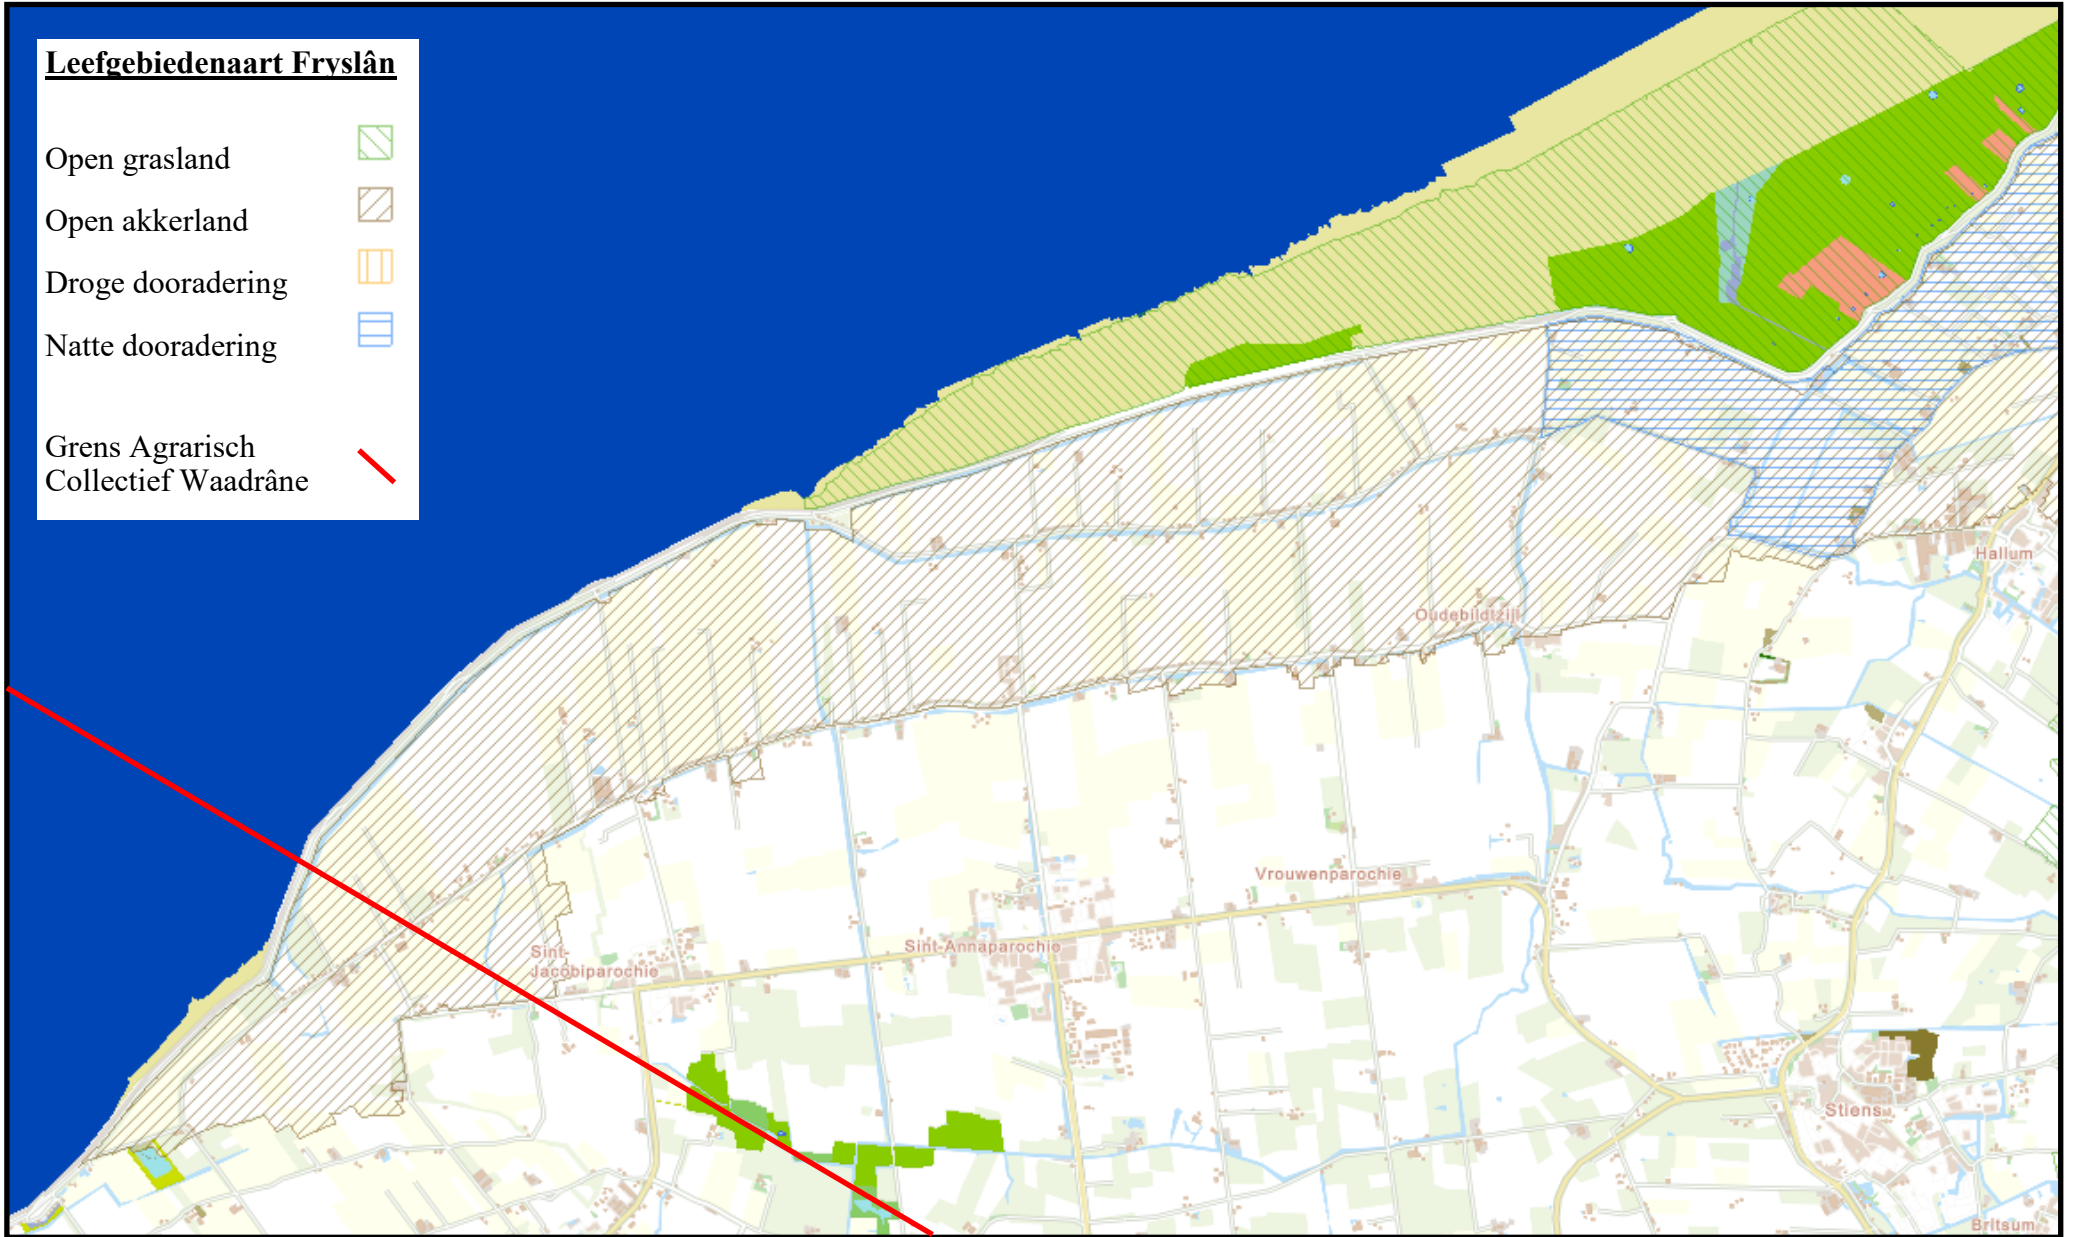 Leefgebiedenaart Fryslân
Open grasland
Open akkerland
Droge dooradering
Natte dooradering
Grens Agrarisch
Collectief Waadrâne
Hallum
Oudebildtzijl
Vrouwenparochie
Sint-Annaparochie
Sint-
Jacobiparochie
Stiens
Britsum